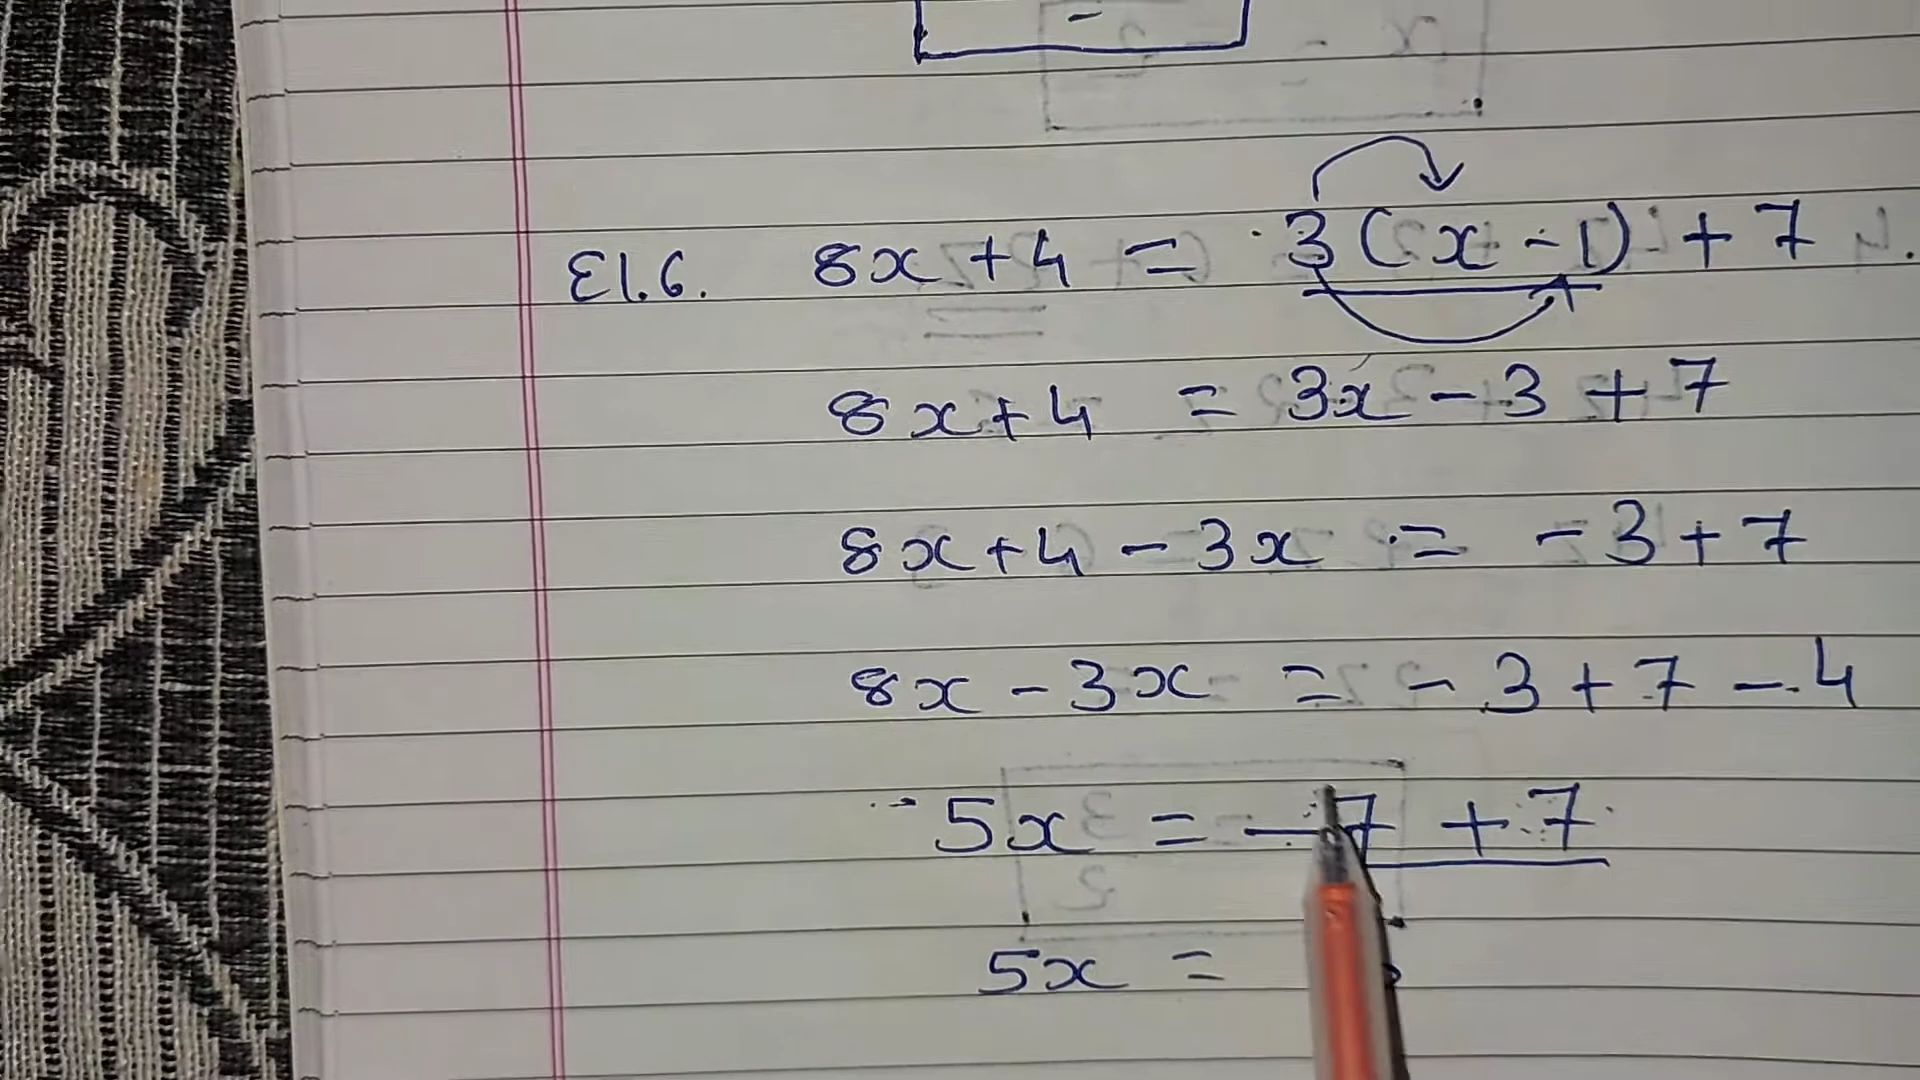 Ex.6. 8x + 4 = 3(x - 1) + 7
8x + 4 = 3x - 3 + 7
8x + 4 - 3x = - 3 + 7
8x - 3x = - 3 + 7 - 4
5x = - 7 + 7
5x =